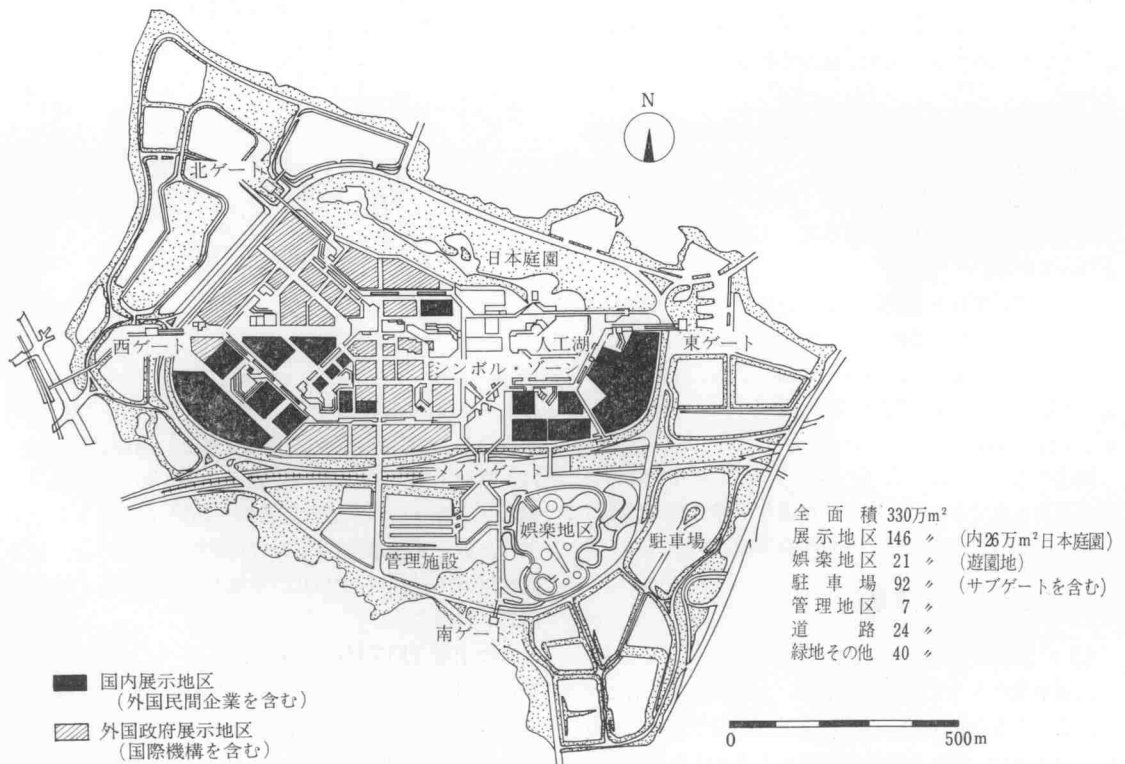 N
北ゲート
日本庭園
西ゲート
人工湖
東ゲート
シンボル・ゾーン
メインゲート
娯楽地区
駐車場
管理施設
南ゲート
全面積 330万m²
展示地区 146 〃 (内26万m²日本庭園)
娯楽地区 21 〃 (遊園地)
駐車場 92 〃 (サブゲートを含む)
管理地区 7 〃
道路 24 〃
緑地その他 40 〃
国内展示地区
(外国民間企業を含む)
外国政府展示地区
(国際機構を含む)
0 500m